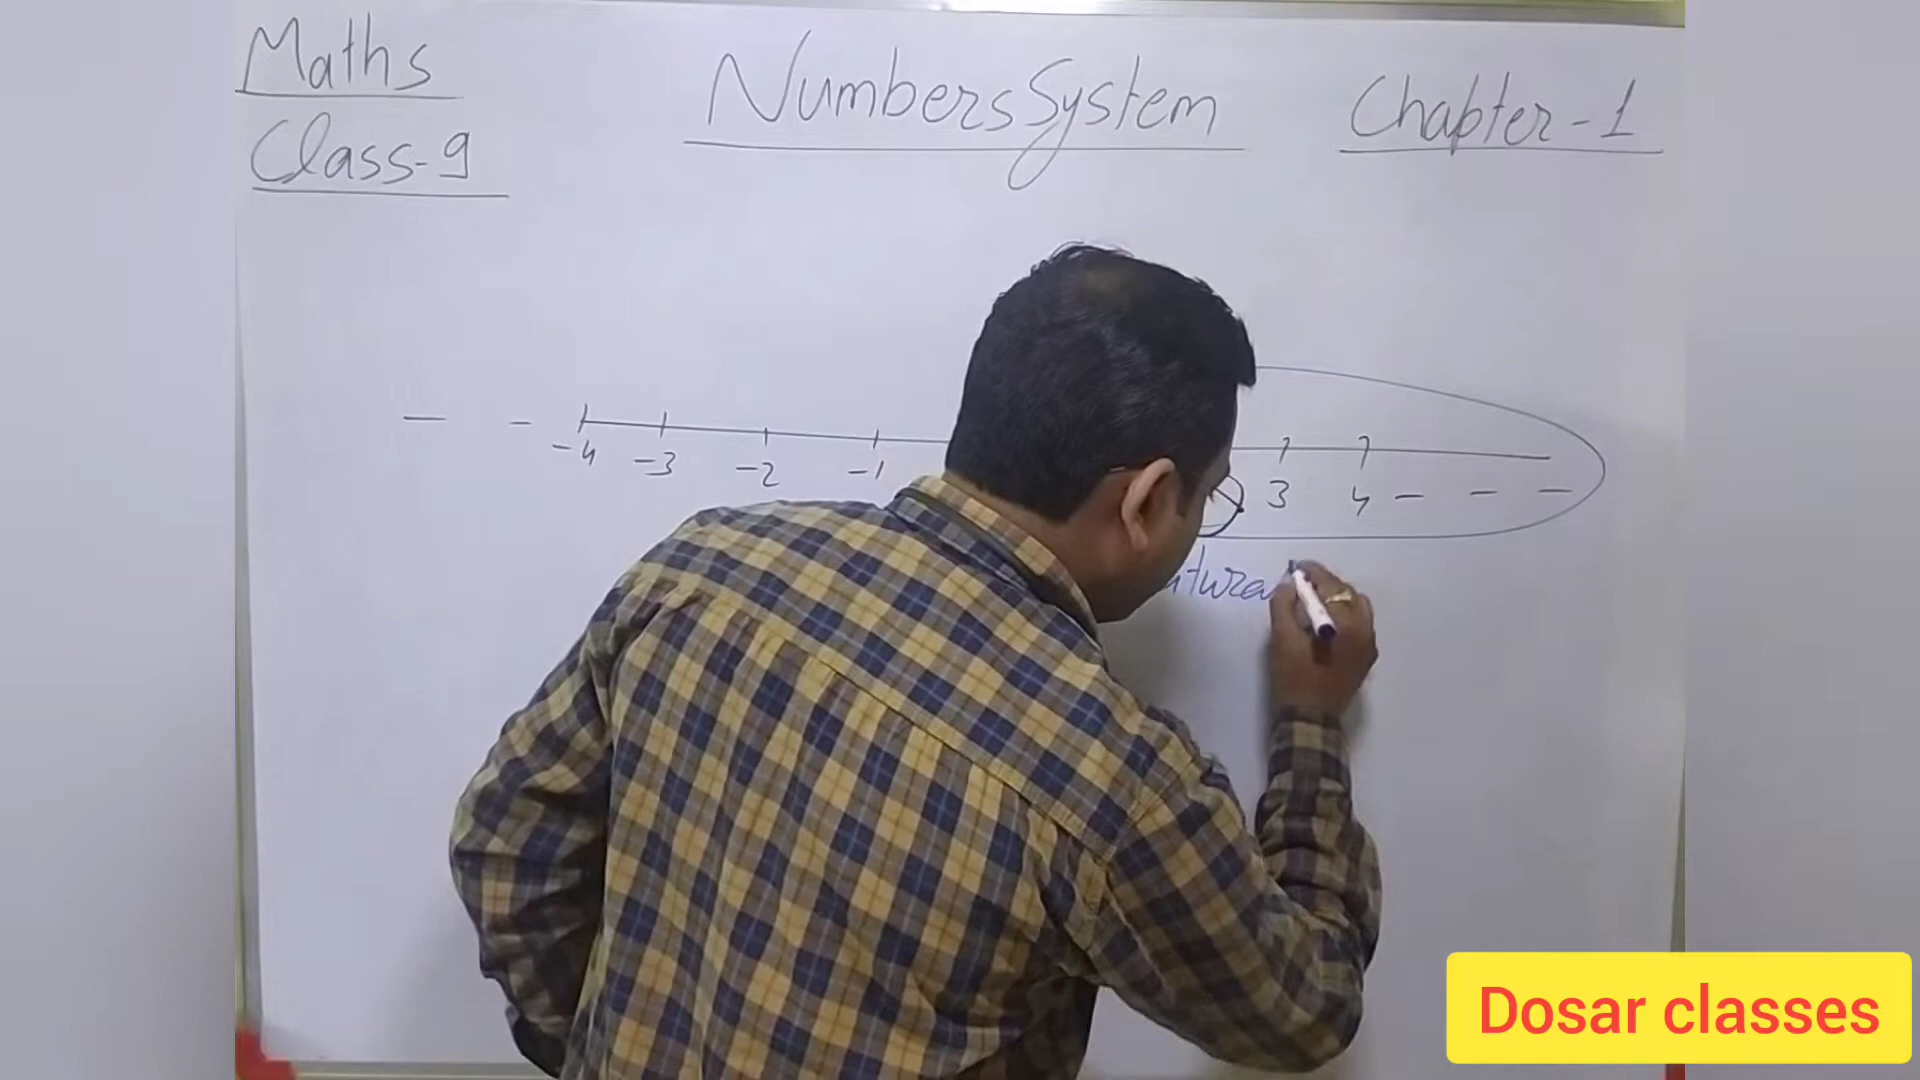 Maths
Class-9
Numbers System
Chapter-1
-4 -3 -2 -1 3 4
Dosar classes